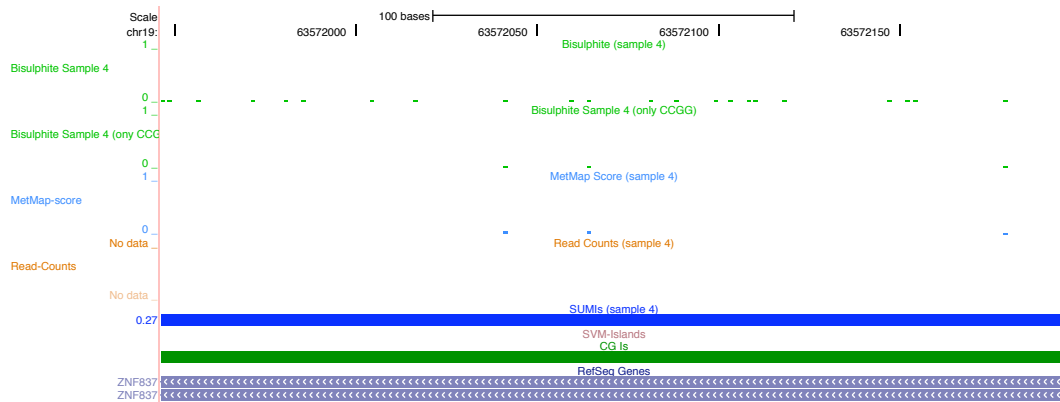 Scale 100 bases
chr19: 63572000 63572050 63572100 63572150
1 _ Bisulphite (sample 4)
Bisulphite Sample 4
0 _
Bisulphite Sample 4 (only CCGG)
1 _
Bisulphite Sample 4 (ony CCG
0 _
MetMap Score (sample 4)
1 _
MetMap-score
0 _
No data _ Read Counts (sample 4)
Read-Counts
No data _
SUMIs (sample 4)
0.27
SVM-Islands
CG Is
RefSeq Genes
ZNF837
ZNF837